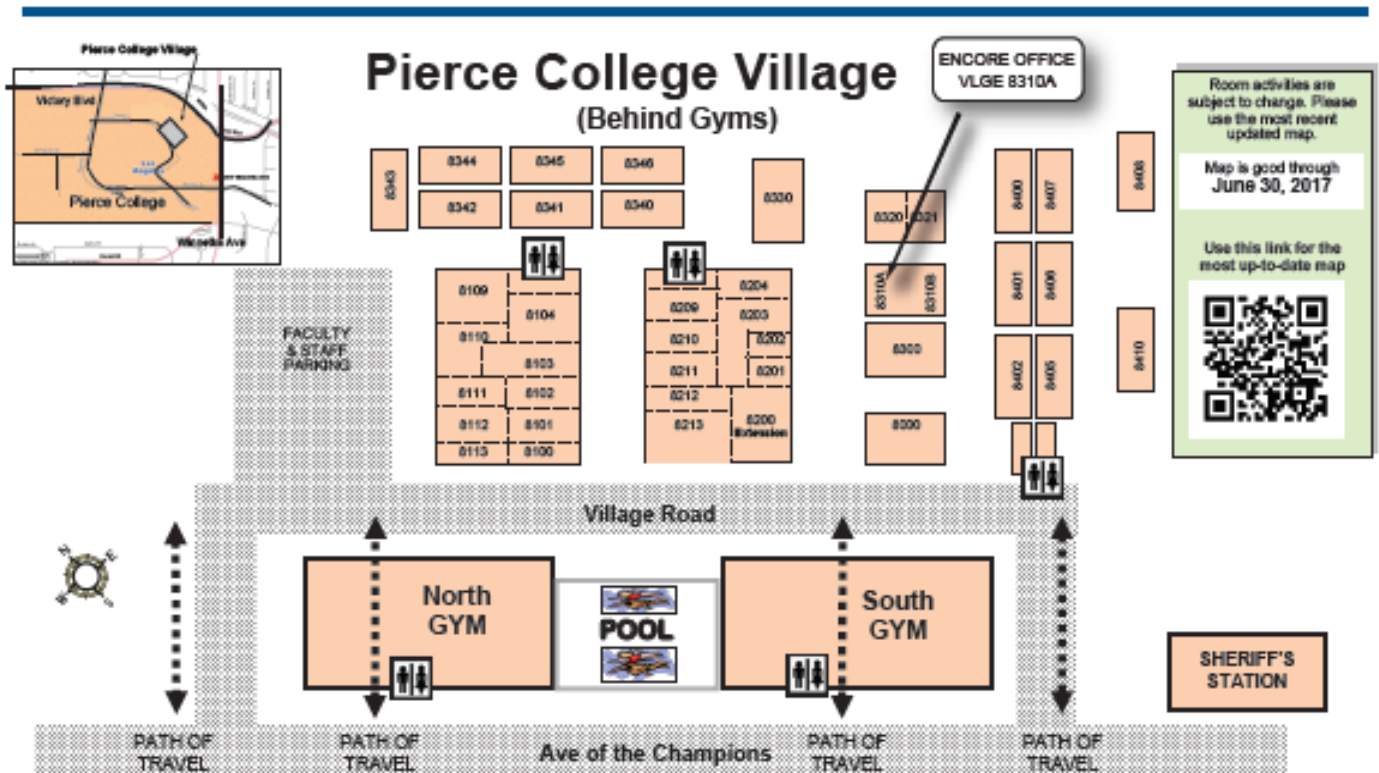 Pierce College Village
Victory Blvd
Pierce College
Winnetka Ave
Pierce College Village
(Behind Gyms)
ENCORE OFFICE
VLGE 8310A
Room activities are
subject to change. Please
use the most recent
updated map.
Map is good through
June 30, 2017
Use this link for the
most up-to-date map
8343
8344
8345
8346
8342
8341
8340
8330
8320
8321
8310A
8310B
8300
8400
8407
8401
8406
8402
8405
8408
8410
FACULTY
& STAFF
PARKING
8109
8104
8110
8103
8111
8102
8112
8101
8113
8100
8204
8209
8203
8210
8202
8211
8201
8212
8213
8200
Extension
Village Road
North
GYM
POOL
South
GYM
SHERIFF'S
STATION
PATH OF
TRAVEL
PATH OF
TRAVEL
Ave of the Champions
PATH OF
TRAVEL
PATH OF
TRAVEL